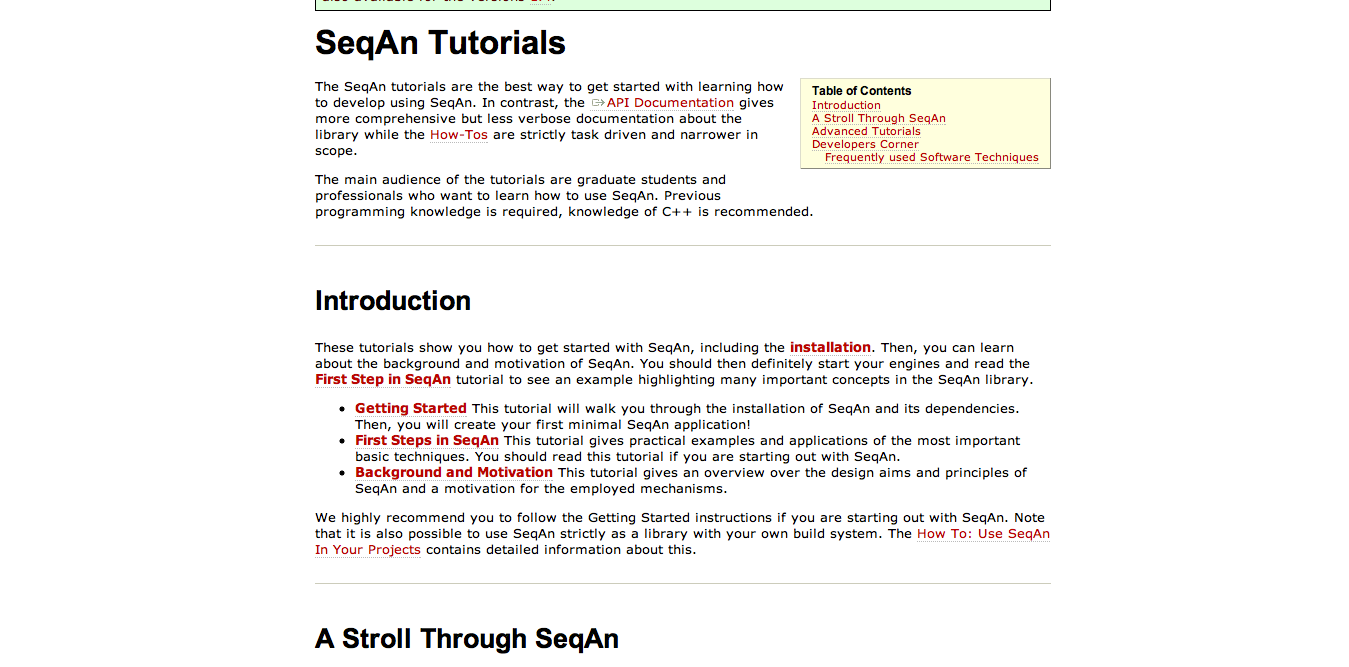 SeqAn Tutorials
The SeqAn tutorials are the best way to get started with learning how
to develop using SeqAn. In contrast, the API Documentation gives
more comprehensive but less verbose documentation about the
library while the How-Tos are strictly task driven and narrower in
scope.
The main audience of the tutorials are graduate students and
professionals who want to learn how to use SeqAn. Previous
programming knowledge is required, knowledge of C++ is recommended.
Table of Contents
Introduction
A Stroll Through SeqAn
Advanced Tutorials
Developers Corner
Frequently used Software Techniques
Introduction
These tutorials show you how to get started with SeqAn, including the installation. Then, you can learn
about the background and motivation of SeqAn. You should then definitely start your engines and read the
First Step in SeqAn tutorial to see an example highlighting many important concepts in the SeqAn library.
• Getting Started This tutorial will walk you through the installation of SeqAn and its dependencies.
Then, you will create your first minimal SeqAn application!
• First Steps in SeqAn This tutorial gives practical examples and applications of the most important
basic techniques. You should read this tutorial if you are starting out with SeqAn.
• Background and Motivation This tutorial gives an overview over the design aims and principles of
SeqAn and a motivation for the employed mechanisms.
We highly recommend you to follow the Getting Started instructions if you are starting out with SeqAn. Note
that it is also possible to use SeqAn strictly as a library with your own build system. The How To: Use SeqAn
In Your Projects contains detailed information about this.
A Stroll Through SeqAn